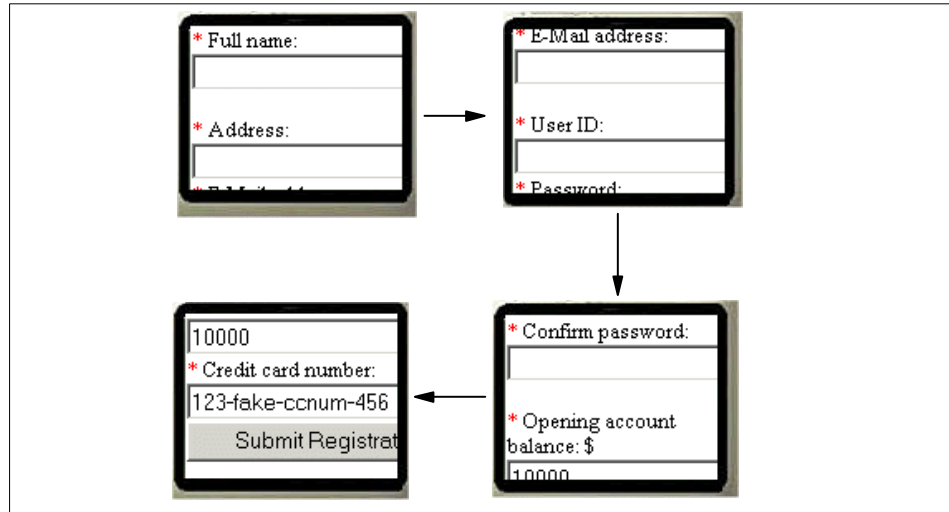 * Full name:
* Address:
* E-Mail address:
* User ID:
* Password:
* Confirm password:
* Opening account
balance: $
10000
10000
* Credit card number:
123-fake-ccnum-456
Submit Registrat